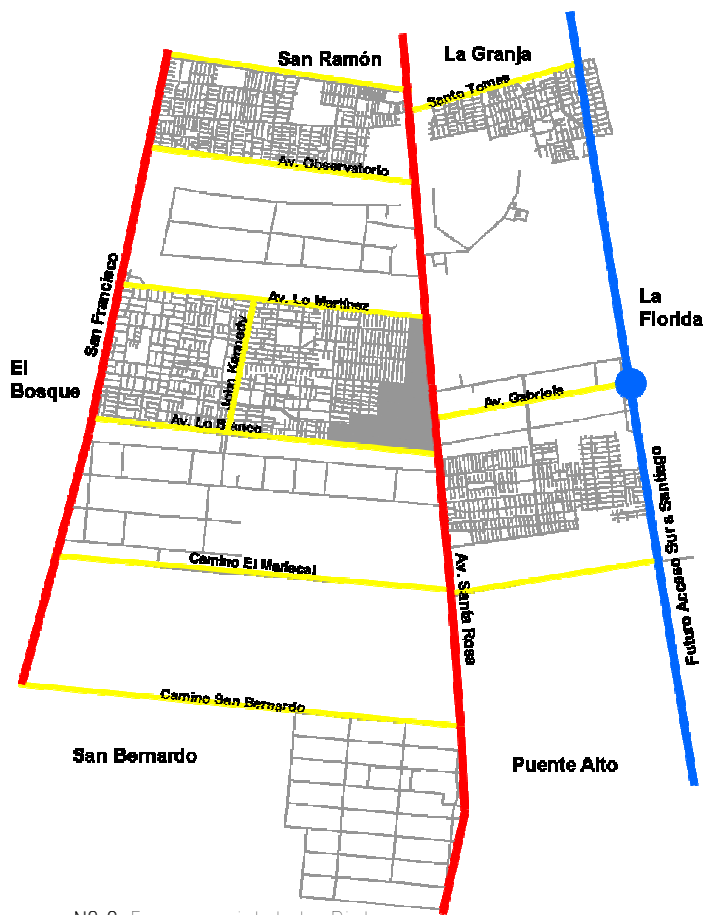 San Ramón
La Granja
Santo Tomas
Av. Observatorio
San Francisco
Av. Lo Martinez
La
Florida
John Kennedy
El
Bosque
Av. Gabriela
Av. Lo Blanco
Futuro Acceso Sur a Santiago
Camino El Mariscal
Av. Santa Rosa
Camino San Bernardo
San Bernardo
Puente Alto